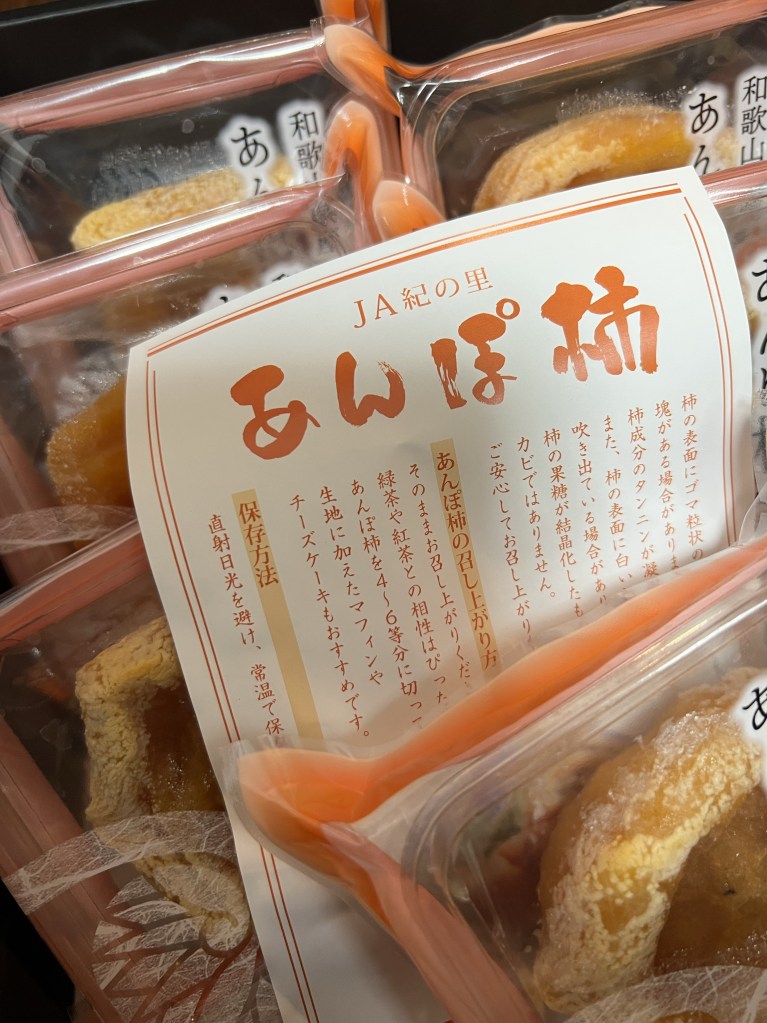 和歌山
あん
和歌山
あん
JA紀の里
あんぽ柿
柿の表面にゴマ粒状の
塊がある場合がありま
柿成分のタンニンが凝
また、柿の表面に白い
吹き出ている場合があり
柿の果糖が結晶化したも
カビではありません。
ご安心してお召し上がり
あんぽ柿の召し上がり方
そのままお召し上がりくだ
緑茶や紅茶との相性はぴった
あんぽ柿を4〜6等分に切って
生地に加えたマフィンや
チーズケーキもおすすめです。
保存方法
直射日光を避け、常温で保
あ